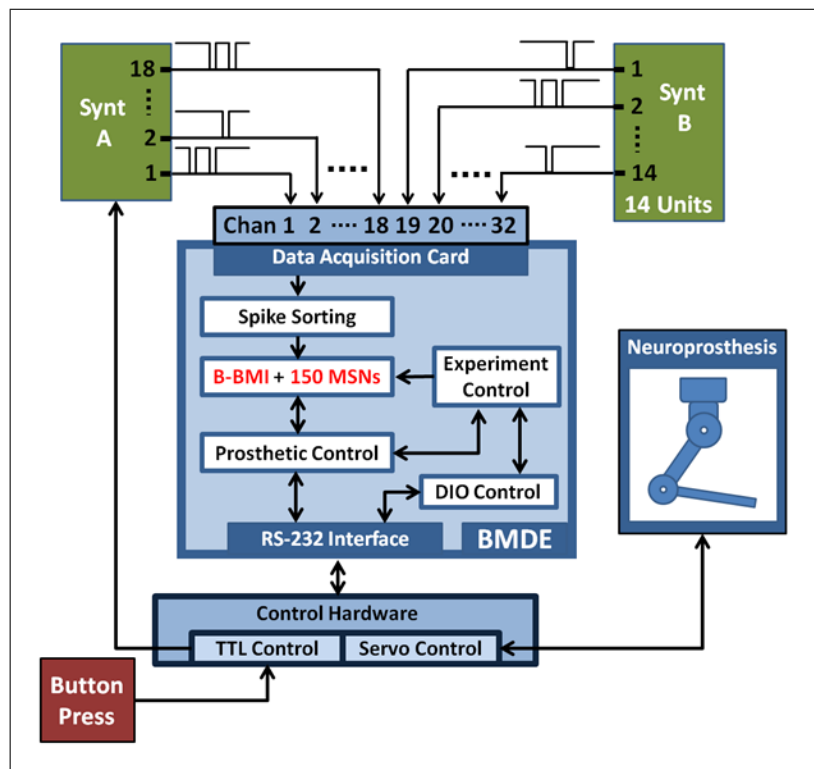 18
Synt
A
2
1
1
Synt
B
2
14
14 Units
Chan 1 2 ···· 18 19 20 ···· 32
Data Acquisition Card
Spike Sorting
B-BMI + 150 MSNs
Experiment
Control
Prosthetic Control
DIO Control
RS-232 Interface
BMDE
Neuroprosthesis
Control Hardware
TTL Control
Servo Control
Button
Press